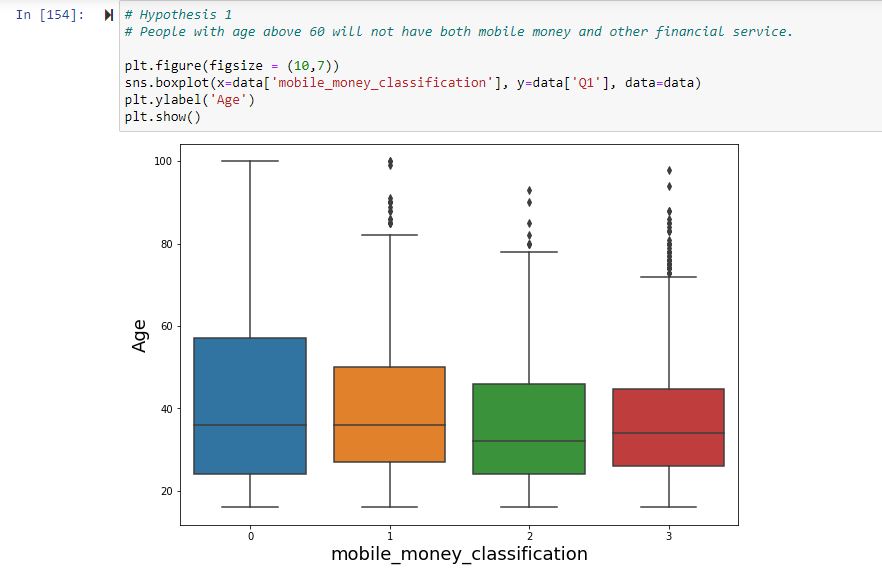 In [154]:
# Hypothesis 1
# People with age above 60 will not have both mobile money and other financial service.
plt.figure(figsize = (10,7))
sns.boxplot(x=data['mobile_money_classification'], y=data['Q1'], data=data)
plt.ylabel('Age')
plt.show()
100
80
60
40
20
Age
0 1 2 3
mobile_money_classification